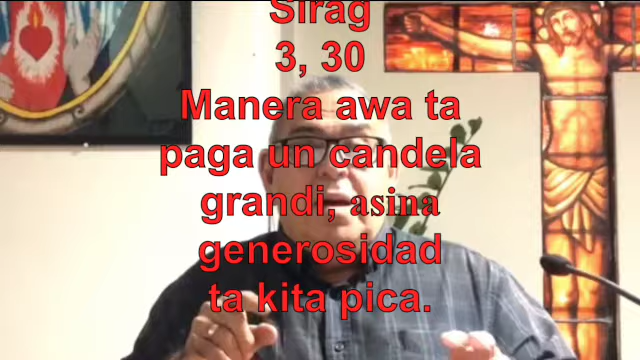 Sirag
3, 30
Manera awa ta
paga un candela
grandi, asina
generosidad
ta kita pica.